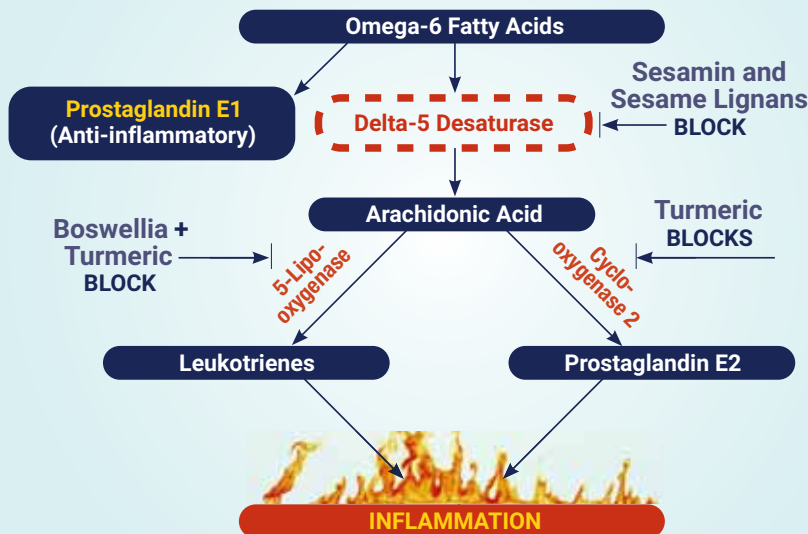 Omega-6 Fatty Acids
Prostaglandin E1
(Anti-inflammatory)
Delta-5 Desaturase
Sesamin and
Sesame Lignans
BLOCK
Arachidonic Acid
Boswellia +
Turmeric
BLOCK
5-Lipo-
oxygenase
Cyclo-
oxygenase 2
Turmeric
BLOCKS
Leukotrienes
Prostaglandin E2
INFLAMMATION